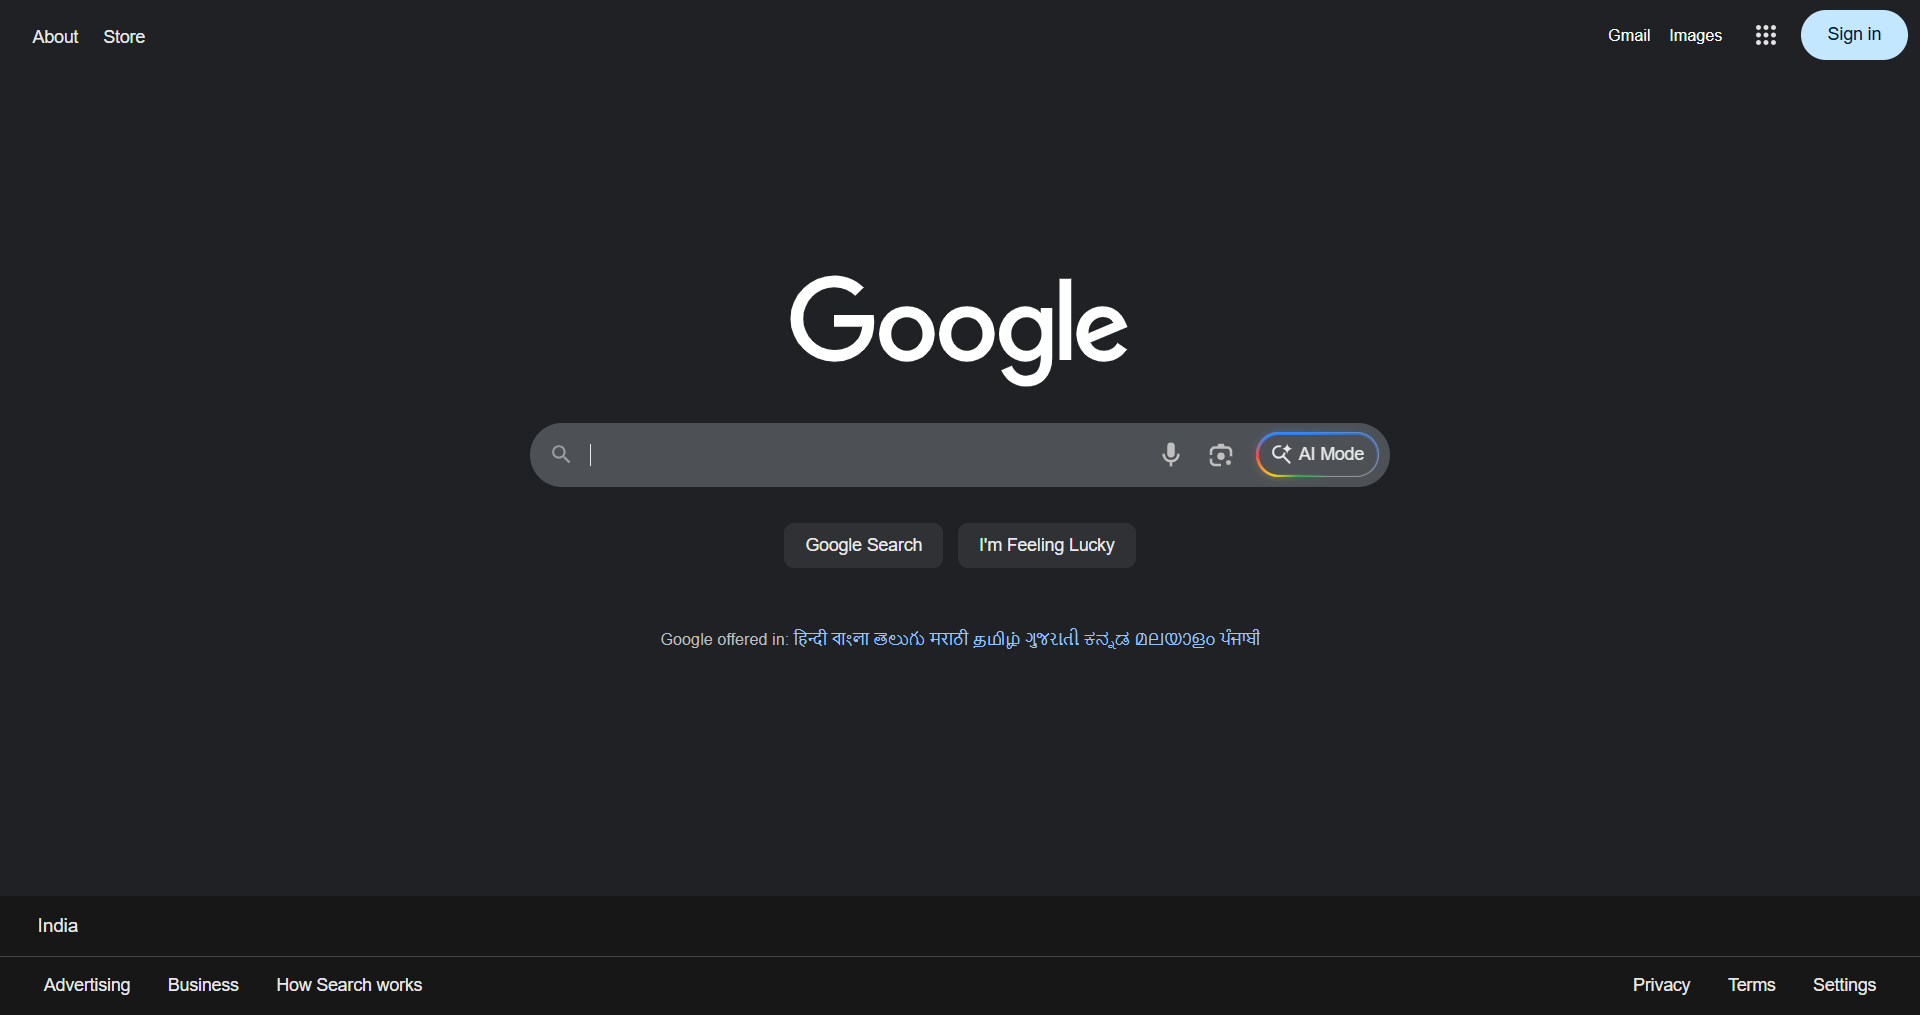 About Store Gmail Images Sign in
Google
AI Mode
Google Search I'm Feeling Lucky
Google offered in: हिन्दी বাংলা తెలుగు मराठी தமிழ் ગુજરાતી ಕನ್ನಡ മലയാളം ਪੰਜਾਬੀ
India
Advertising Business How Search works Privacy Terms Settings